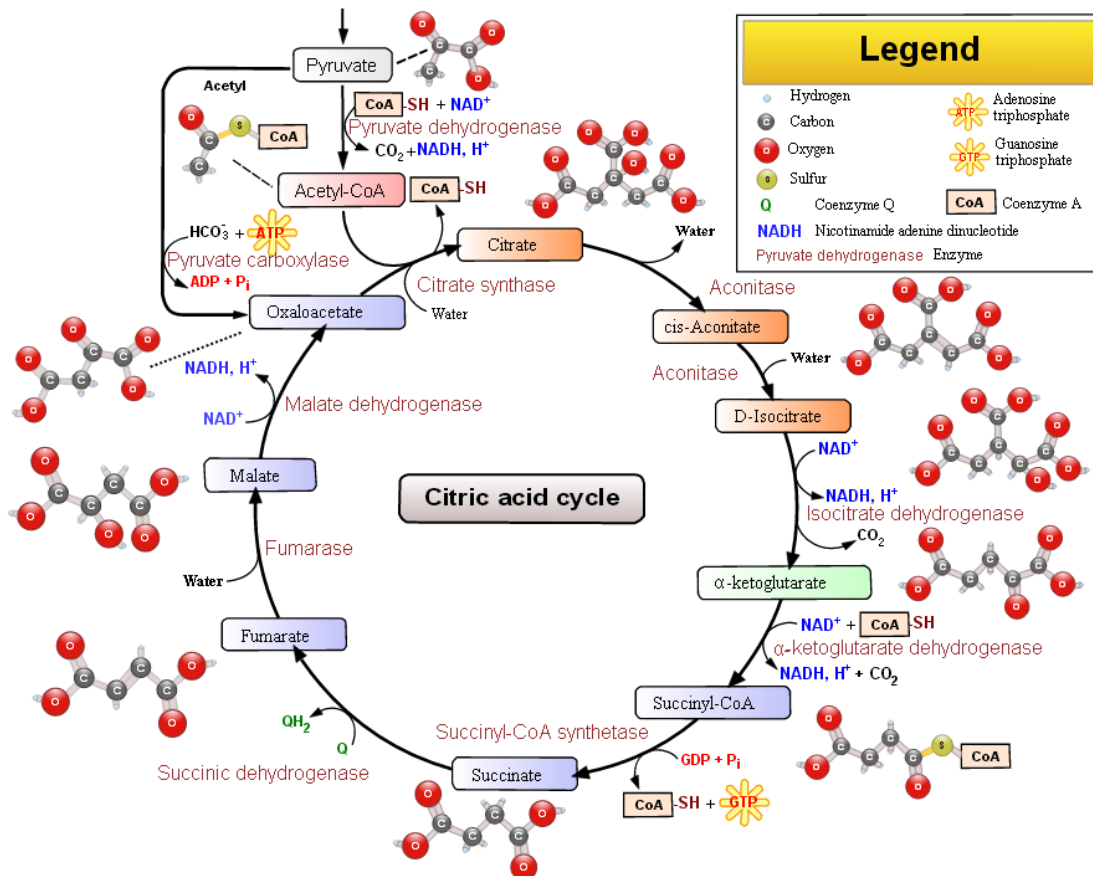 Legend
Hydrogen
Carbon
Oxygen
S Sulfur
Q Coenzyme Q
NADH Nicotinamide adenine dinucleotide
Pyruvate dehydrogenase Enzyme
ATP Adenosine triphosphate
GTP Guanosine triphosphate
CoA Coenzyme A
Pyruvate
Acetyl
S CoA
CoA-SH + NAD⁺
Pyruvate dehydrogenase
CO₂ + NADH, H⁺
Acetyl-CoA
CoA-SH
HCO₃⁻ + ATP
Pyruvate carboxylase
ADP + Pᵢ
Citrate
Citrate synthase
Water
Oxaloacetate
Water
Aconitase
cis-Aconitate
Water
Aconitase
D-Isocitrate
NAD⁺
NADH, H⁺
Isocitrate dehydrogenase
CO₂
α-ketoglutarate
NAD⁺ + CoA-SH
α-ketoglutarate dehydrogenase
NADH, H⁺ + CO₂
Succinyl-CoA
S CoA
Succinyl-CoA synthetase
GDP + Pᵢ
CoA-SH + GTP
Succinate
QH₂
Q
Succinic dehydrogenase
Fumarate
Water
Fumarase
Malate
NADH, H⁺
Malate dehydrogenase
NAD⁺
Citric acid cycle